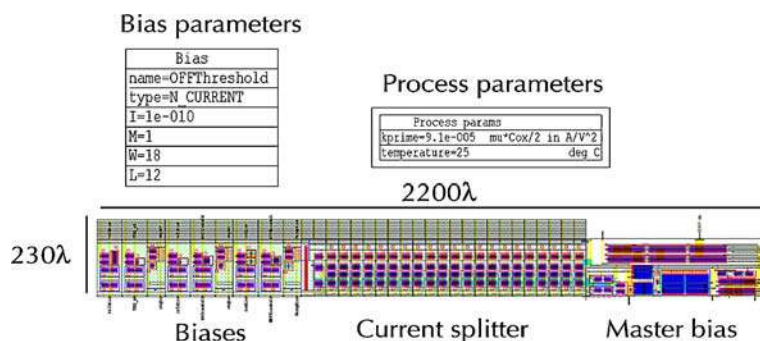 Bias parameters
Bias
name=OFFThreshold
type=N_CURRENT
I=1e-010
M=1
W=18
L=12
Process parameters
Process params
kprime=9.1e-005 mu*Cox/2 in A/V^2
temperature=25 deg C
2200λ
230λ
Biases
Current splitter
Master bias